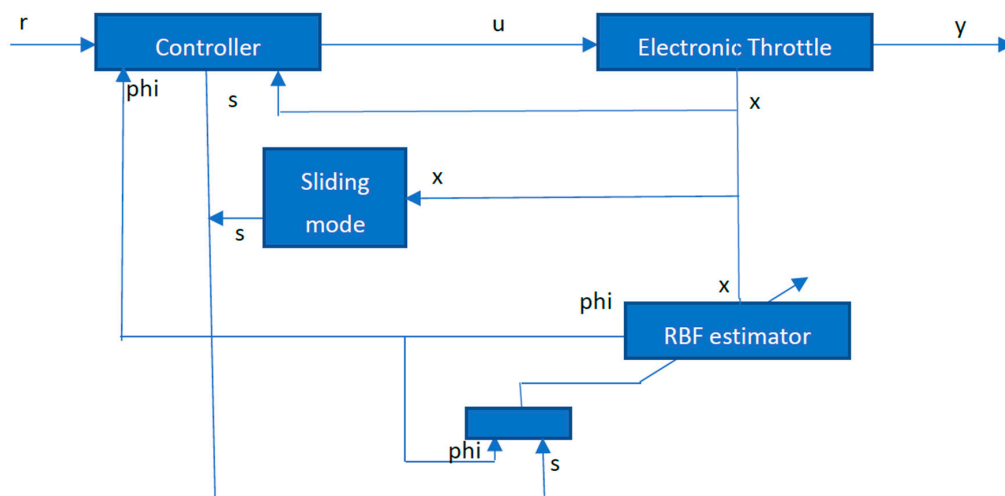 r
Controller
u
Electronic Throttle
y
phi
s
x
Sliding
mode
x
s
x
phi
RBF estimator
phi
s